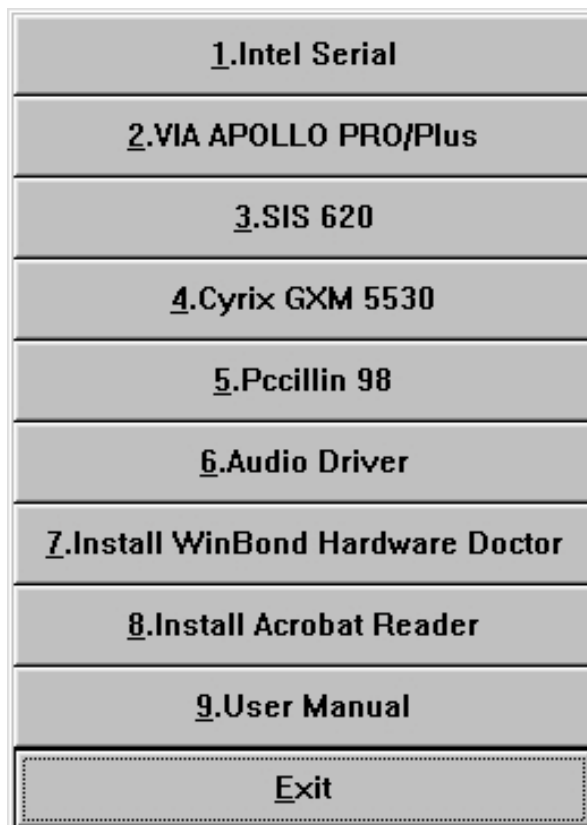 1.Intel Serial
2.VIA APOLLO PRO/Plus
3.SIS 620
4.Cyrix GXM 5530
5.Pccillin 98
6.Audio Driver
7.Install WinBond Hardware Doctor
8.Install Acrobat Reader
9.User Manual
Exit